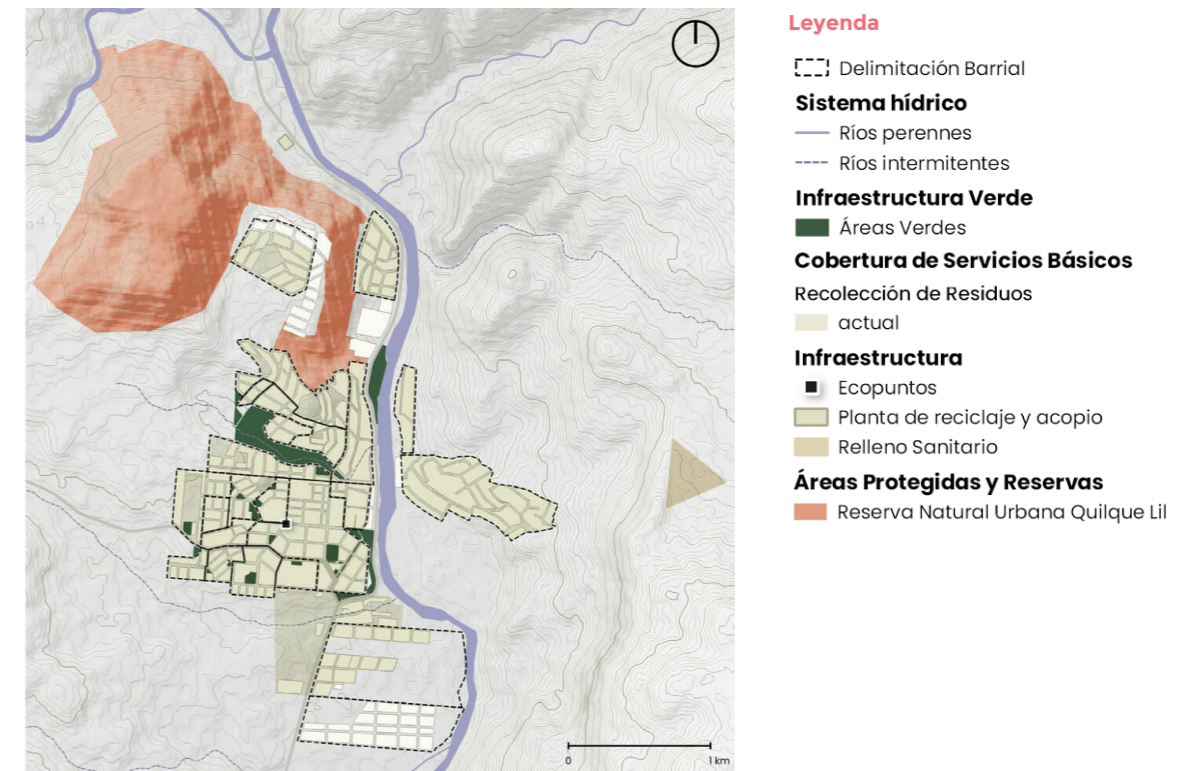 Leyenda
Delimitación Barrial
Sistema hídrico
Ríos perennes
Ríos intermitentes
Infraestructura Verde
Áreas Verdes
Cobertura de Servicios Básicos
Recolección de Residuos
actual
Infraestructura
Ecopuntos
Planta de reciclaje y acopio
Relleno Sanitario
Áreas Protegidas y Reservas
Reserva Natural Urbana Quilque Lil
0 1 km